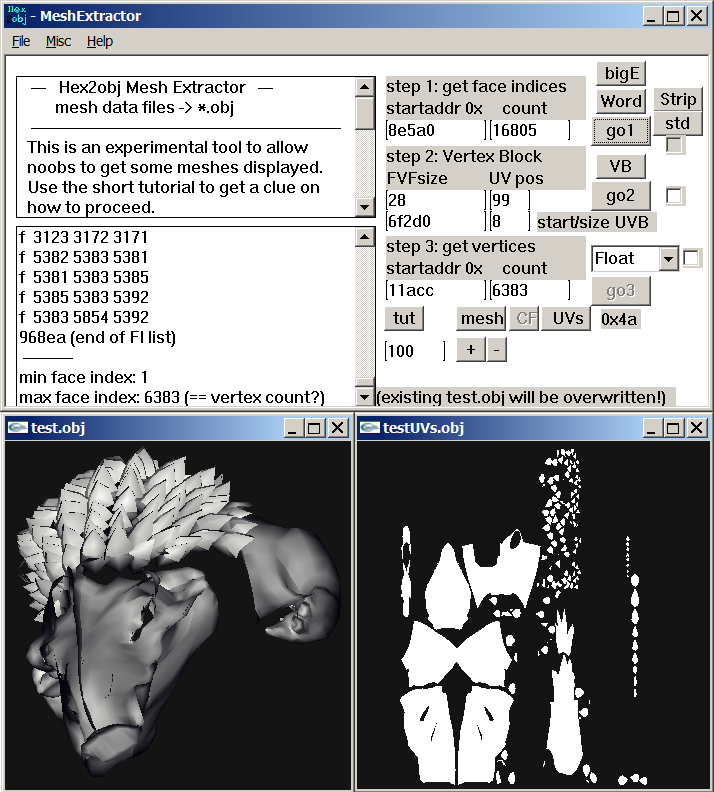 Hex obj - MeshExtractor
File Misc Help
— Hex2obj Mesh Extractor —
mesh data files -> *.obj
This is an experimental tool to allow
noobs to get some meshes displayed.
Use the short tutorial to get a clue on
how to proceed.
f 3123 3172 3171
f 5382 5383 5381
f 5381 5383 5385
f 5385 5383 5392
f 5383 5854 5392
968ea (end of FI list)
min face index: 1
max face index: 6383 (== vertex count?)
step 1: get face indices
startaddr 0x count
8e5a0 16805
bigE
Word
Strip
go1
std
step 2: Vertex Block
FVFsize UV pos
28 99
6f2d0 8 start/size UVB
VB
go2
step 3: get vertices
startaddr 0x count
11acc 6383
Float
go3
tut mesh CF UVs 0x4a
100 + -
(existing test.obj will be overwritten!)
test.obj
testUVs.obj